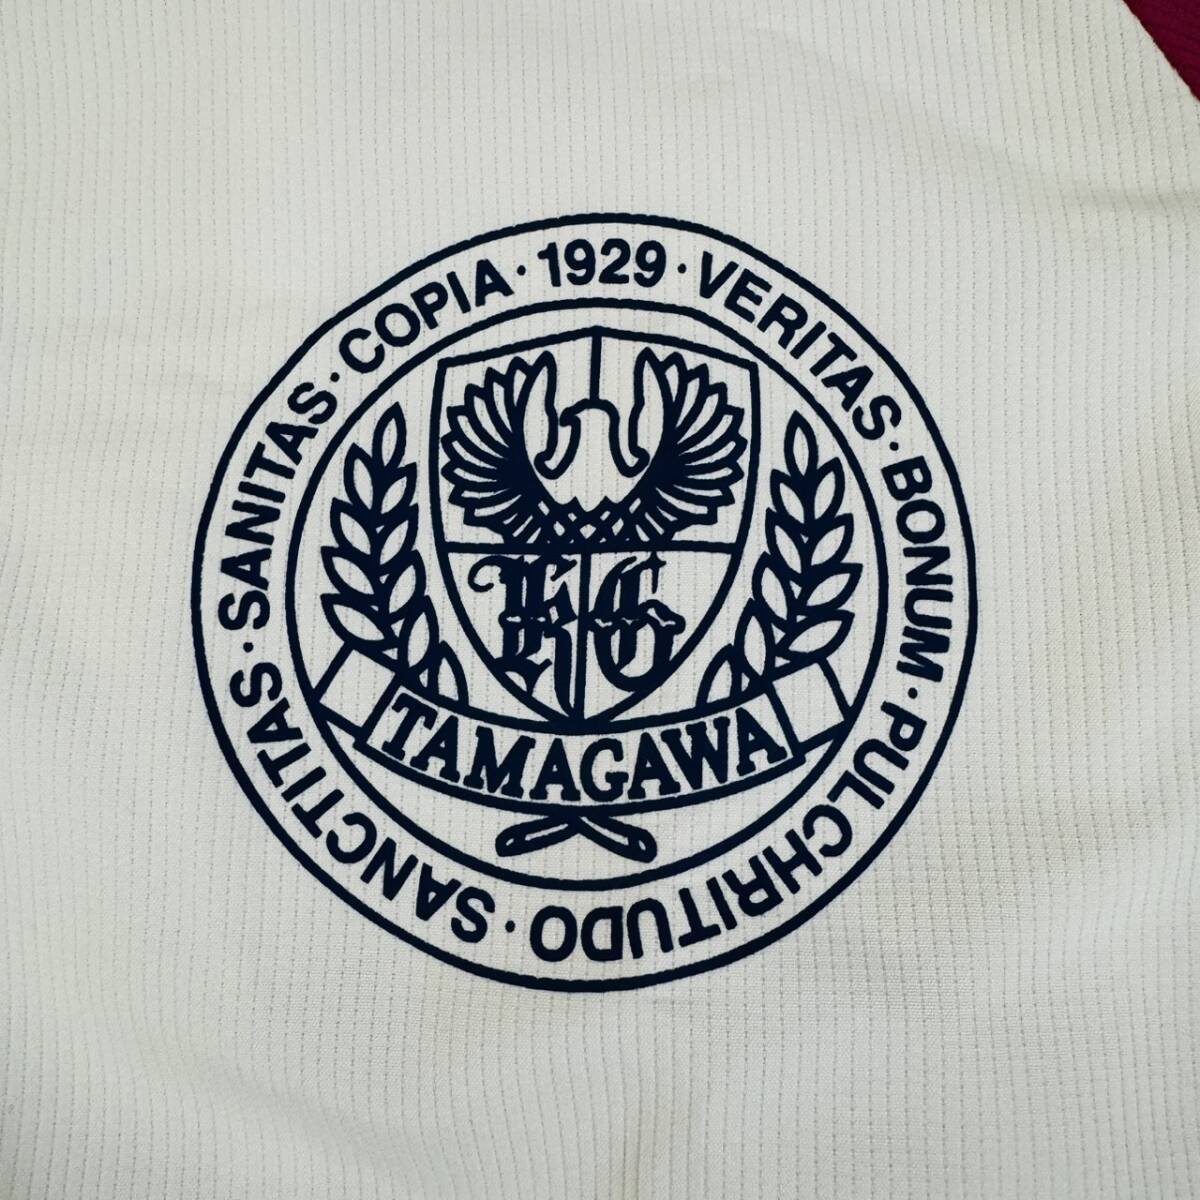 1929 · VERITAS · BONUM · PULCHRITUDO · SANCTITAS · SANITAS · COPIA ·
KG
TAMAGAWA